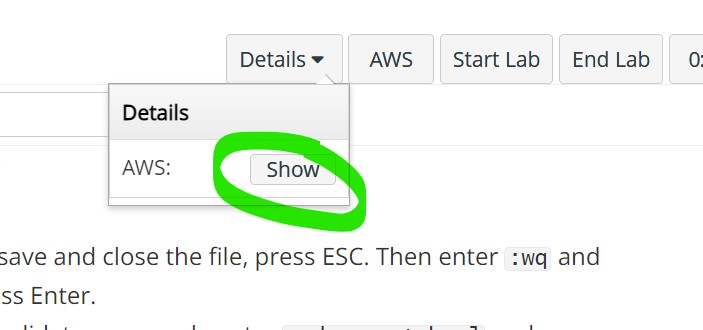 Details ▾ AWS Start Lab End Lab 0:
Details
AWS: Show
save and close the file, press ESC. Then enter :wq and
ss Enter.